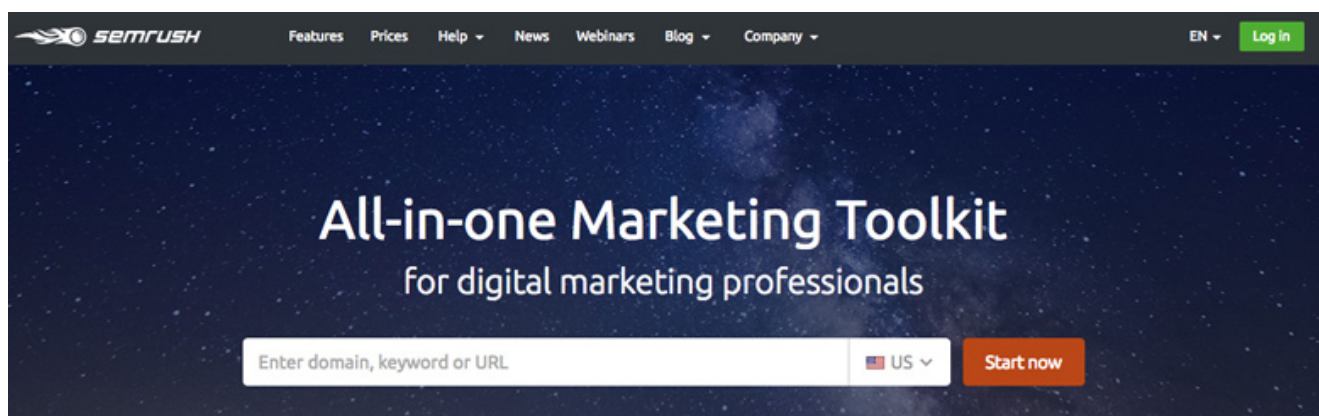 semrush Features Prices Help News Webinars Blog Company EN Log in
All-in-one Marketing Toolkit
for digital marketing professionals
Enter domain, keyword or URL US Start now